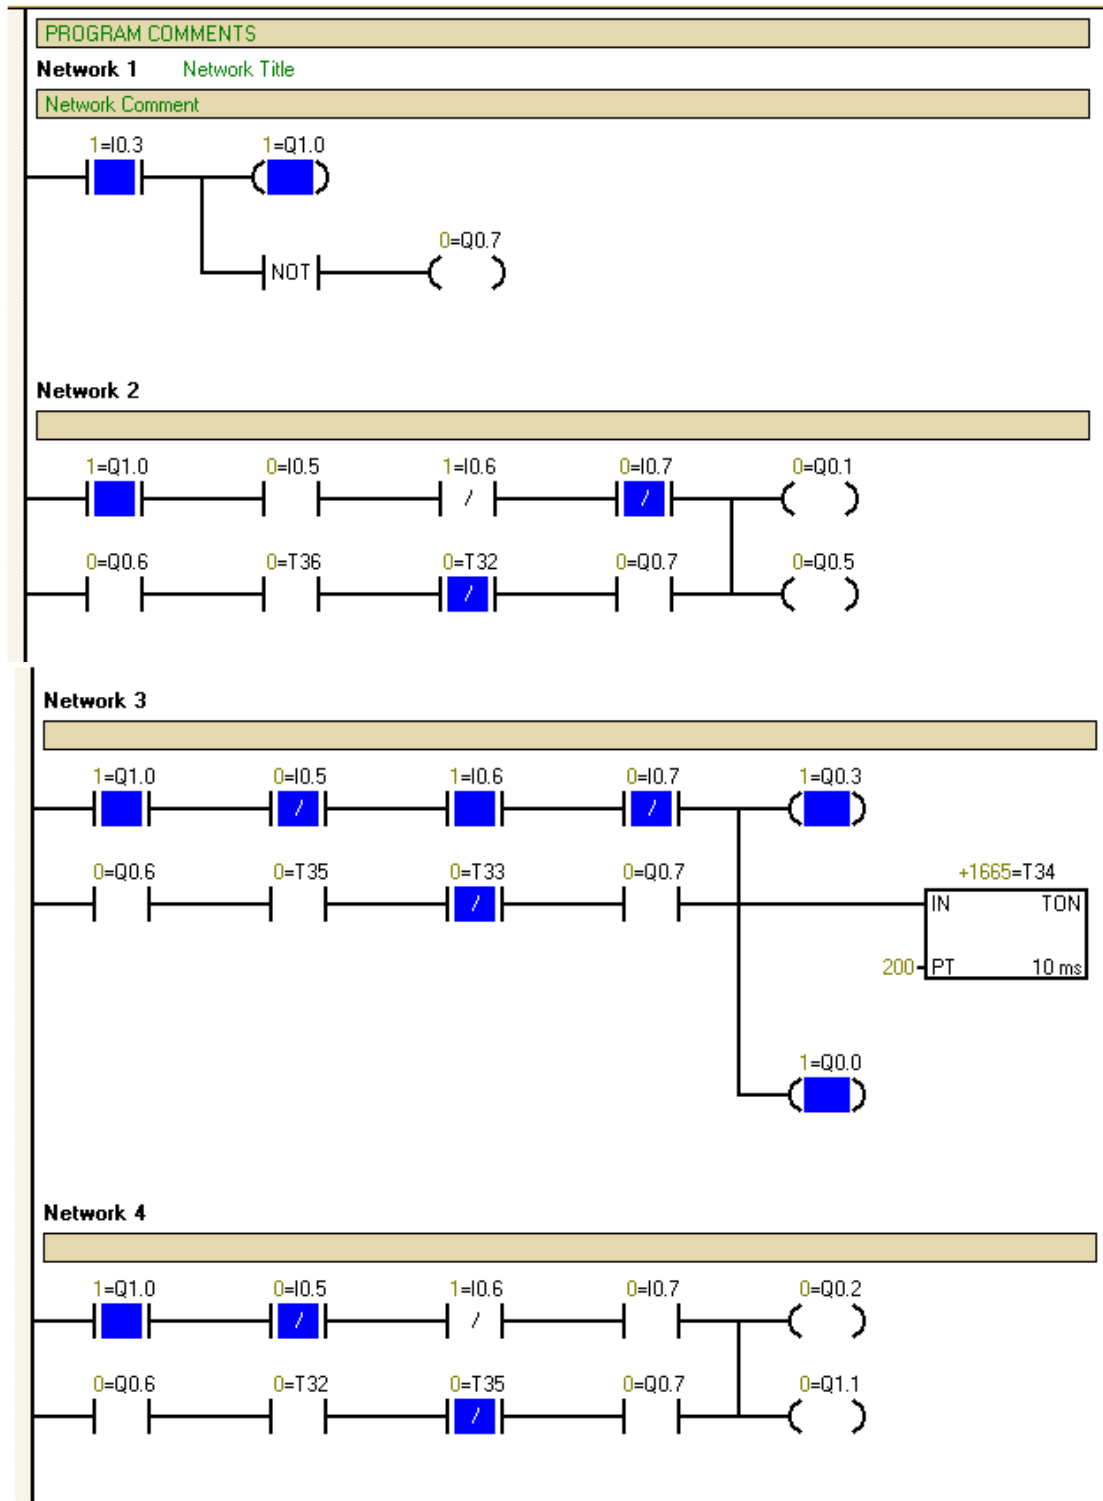 PROGRAM COMMENTS
Network 1 Network Title
Network Comment
1=I0.3 1=Q1.0
0=Q0.7
NOT
Network 2
1=Q1.0 0=I0.5 1=I0.6 0=I0.7 0=Q0.1
/ /
0=Q0.6 0=T36 0=T32 0=Q0.7 0=Q0.5
/
Network 3
1=Q1.0 0=I0.5 1=I0.6 0=I0.7 1=Q0.3
/ /
0=Q0.6 0=T35 0=T33 0=Q0.7 +1665=T34
/ IN TON
200 PT 10 ms
1=Q0.0
Network 4
1=Q1.0 0=I0.5 1=I0.6 0=I0.7 0=Q0.2
/ /
0=Q0.6 0=T32 0=T35 0=Q0.7 0=Q1.1
/